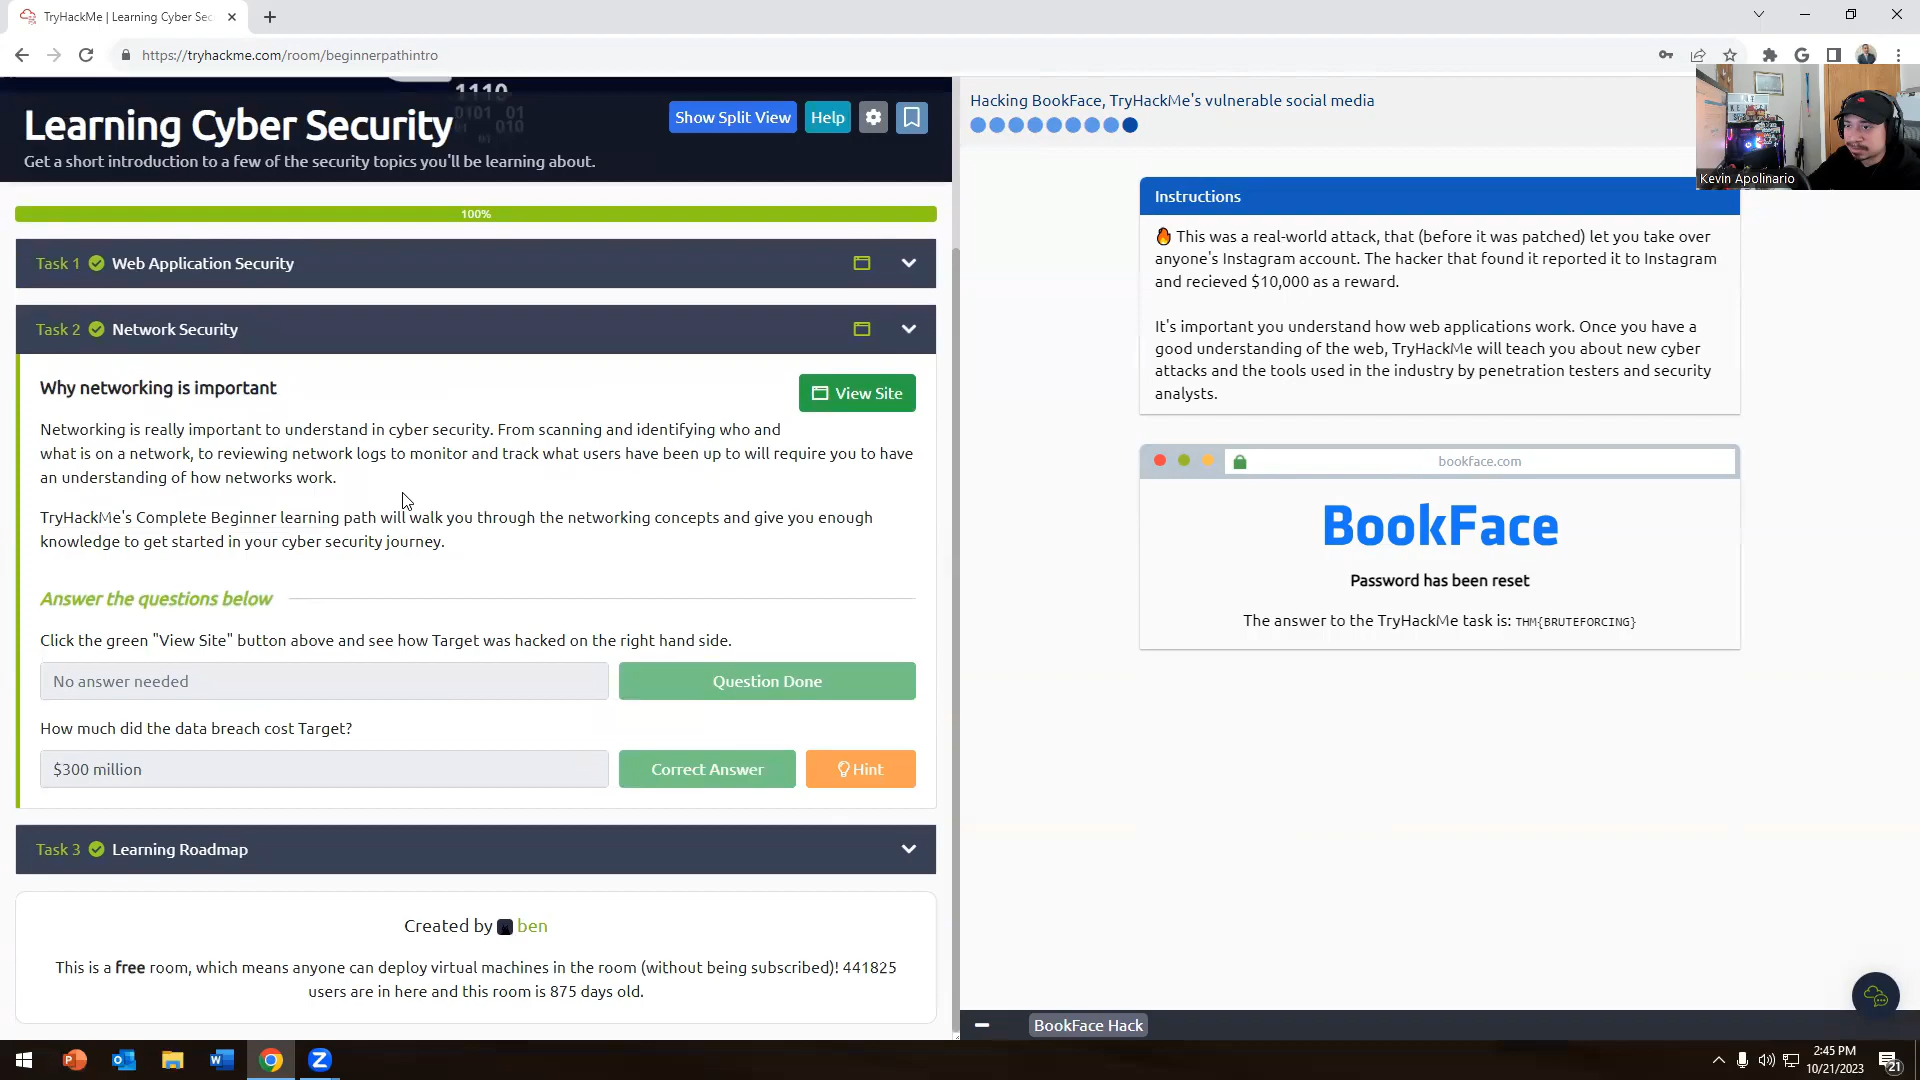 TryHackMe | Learning Cyber Sec
https://tryhackme.com/room/beginnerpathintro
1110
0101 01
010
Learning Cyber Security
Get a short introduction to a few of the security topics you'll be learning about.
Show Split View
Help
100%
Task 1
Web Application Security
Task 2
Network Security
Why networking is important
View Site
Networking is really important to understand in cyber security. From scanning and identifying who and
what is on a network, to reviewing network logs to monitor and track what users have been up to will require you to have
an understanding of how networks work.
TryHackMe's Complete Beginner learning path will walk you through the networking concepts and give you enough
knowledge to get started in your cyber security journey.
Answer the questions below
Click the green "View Site" button above and see how Target was hacked on the right hand side.
No answer needed
Question Done
How much did the data breach cost Target?
$300 million
Correct Answer
Hint
Task 3
Learning Roadmap
Created by ben
This is a free room, which means anyone can deploy virtual machines in the room (without being subscribed)! 441825
users are in here and this room is 875 days old.
Hacking BookFace, TryHackMe's vulnerable social media
Kevin Apolinario
Instructions
🔥 This was a real-world attack, that (before it was patched) let you take over
anyone's Instagram account. The hacker that found it reported it to Instagram
and recieved $10,000 as a reward.
It's important you understand how web applications work. Once you have a
good understanding of the web, TryHackMe will teach you about new cyber
attacks and the tools used in the industry by penetration testers and security
analysts.
bookface.com
BookFace
Password has been reset
The answer to the TryHackMe task is: THM{BRUTEFORCING}
BookFace Hack
2:45 PM
10/21/2023
21